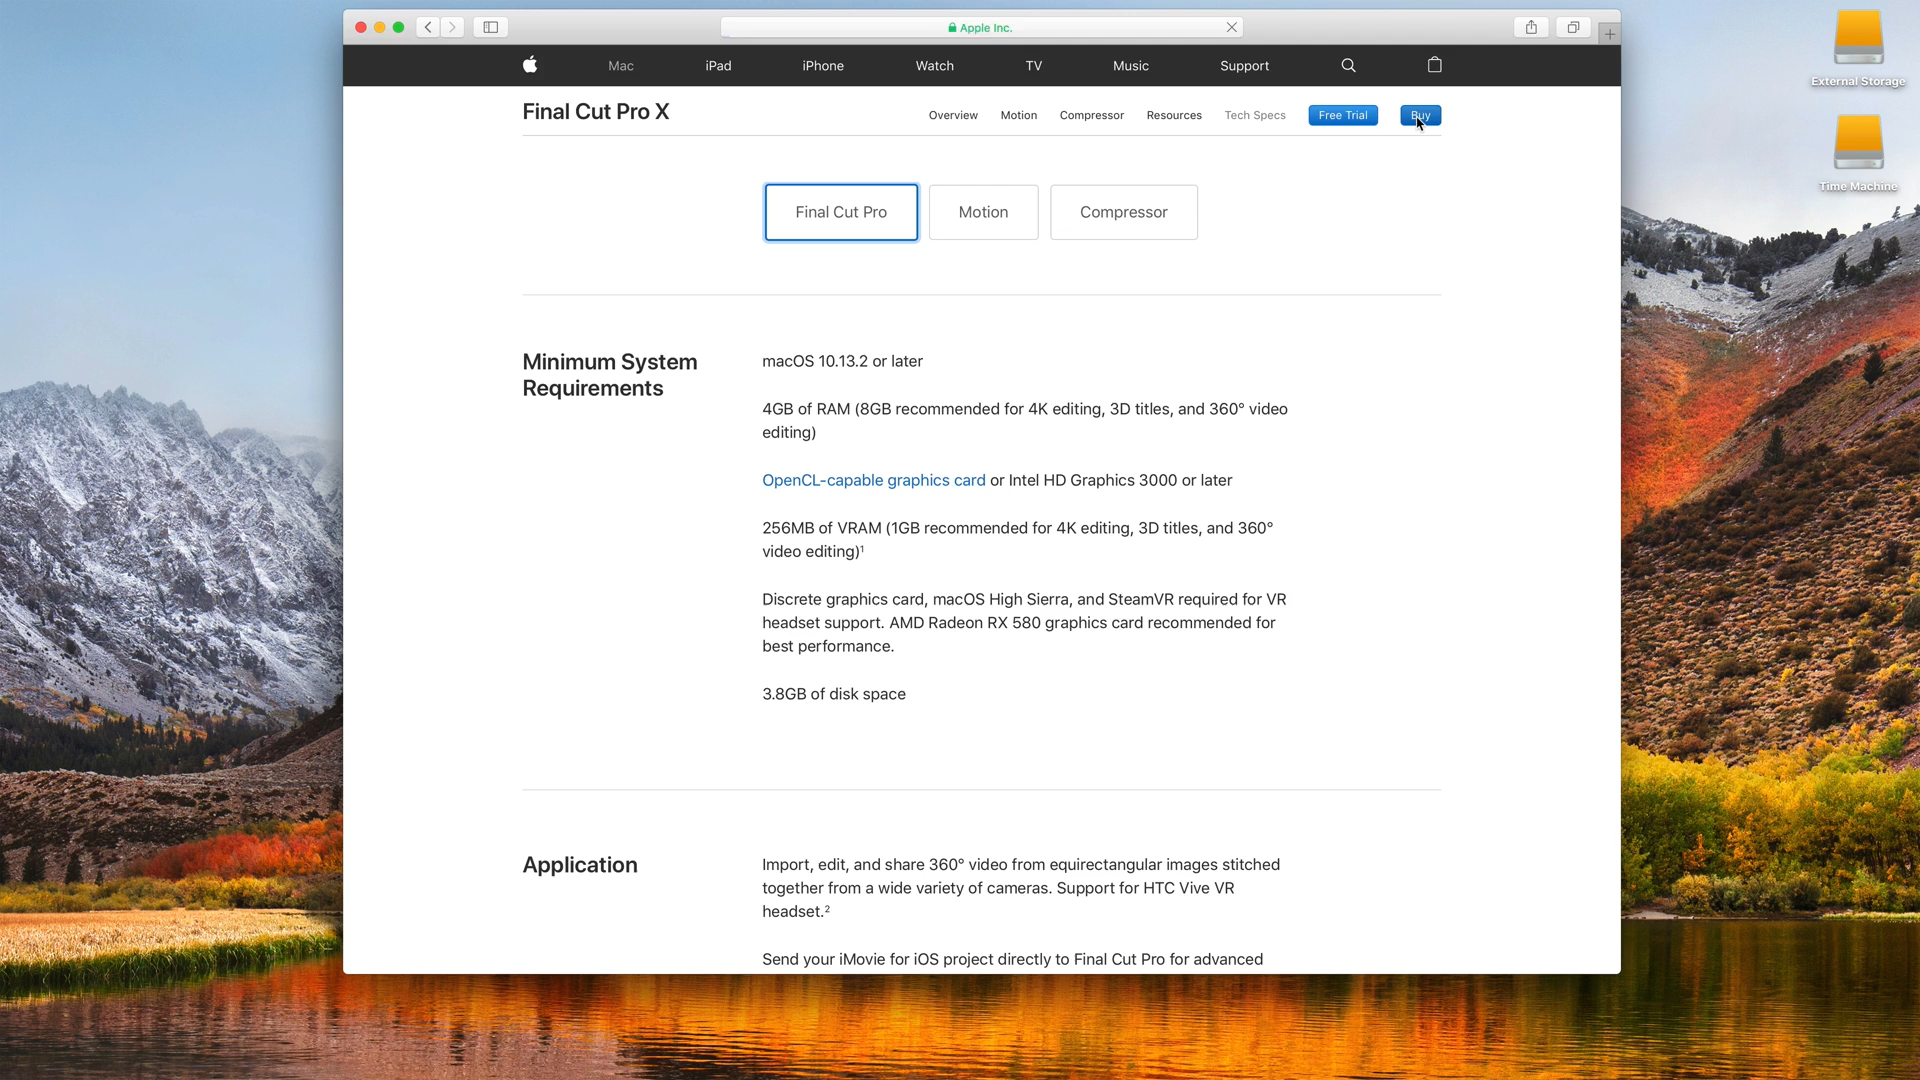 Apple Inc.
Mac iPad iPhone Watch TV Music Support
Final Cut Pro X
Overview Motion Compressor Resources Tech Specs Free Trial Buy
Final Cut Pro Motion Compressor
Minimum System
Requirements
macOS 10.13.2 or later
4GB of RAM (8GB recommended for 4K editing, 3D titles, and 360° video
editing)
OpenCL-capable graphics card or Intel HD Graphics 3000 or later
256MB of VRAM (1GB recommended for 4K editing, 3D titles, and 360°
video editing)¹
Discrete graphics card, macOS High Sierra, and SteamVR required for VR
headset support. AMD Radeon RX 580 graphics card recommended for
best performance.
3.8GB of disk space
Application
Import, edit, and share 360° video from equirectangular images stitched
together from a wide variety of cameras. Support for HTC Vive VR
headset.²
Send your iMovie for iOS project directly to Final Cut Pro for advanced
External Storage
Time Machine